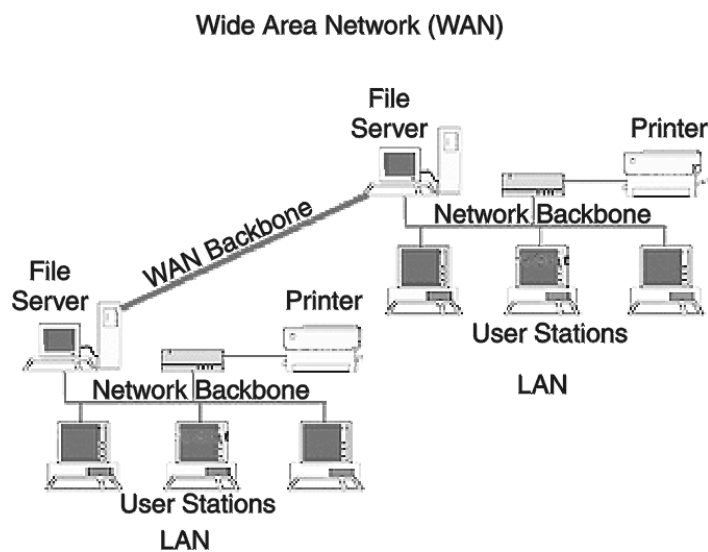 Wide Area Network (WAN)
File
Server
Printer
Network Backbone
User Stations
LAN
WAN Backbone
File
Server
Printer
Network Backbone
User Stations
LAN